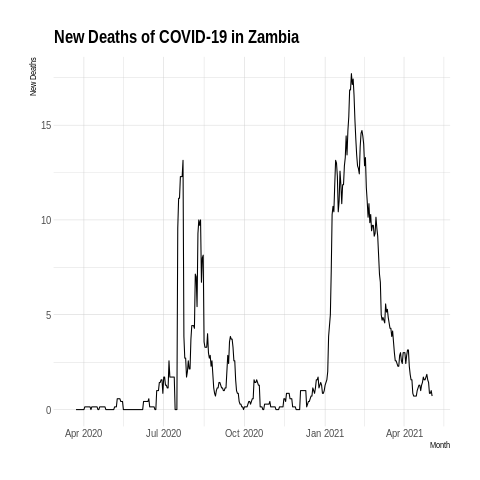 New Deaths of COVID-19 in Zambia
New Deaths
15
10
5
0
Apr 2020 Jul 2020 Oct 2020 Jan 2021 Apr 2021
Month